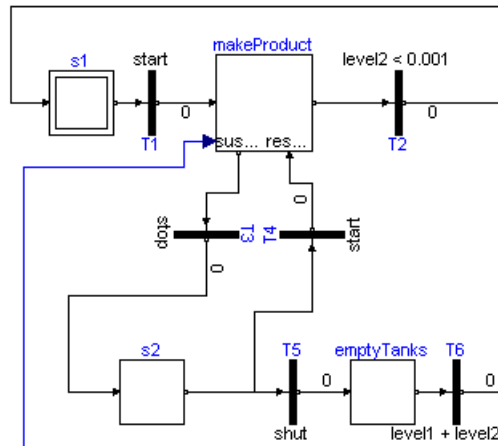 s1
start
makeProduct
level2 < 0.001
0
0
T1
T2
sus... res...
stop
T3
T4
start
0
0
s2
T5
emptyTanks
T6
0
0
shut
level1 + level2